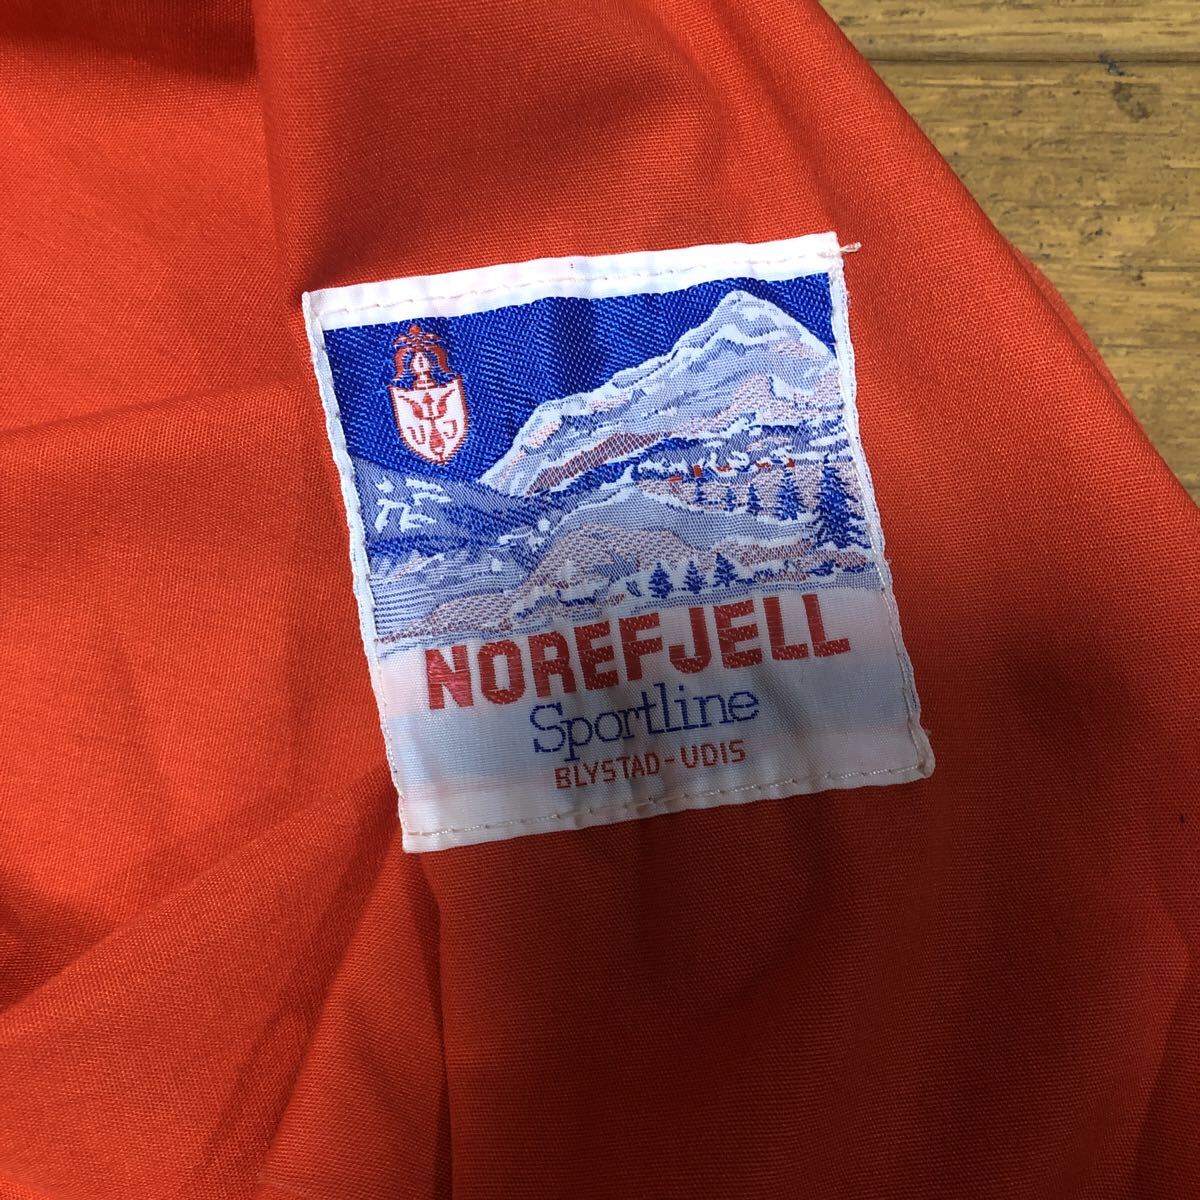 U J
NOREFJELL
Sportline
BLYSTAD-UDIS